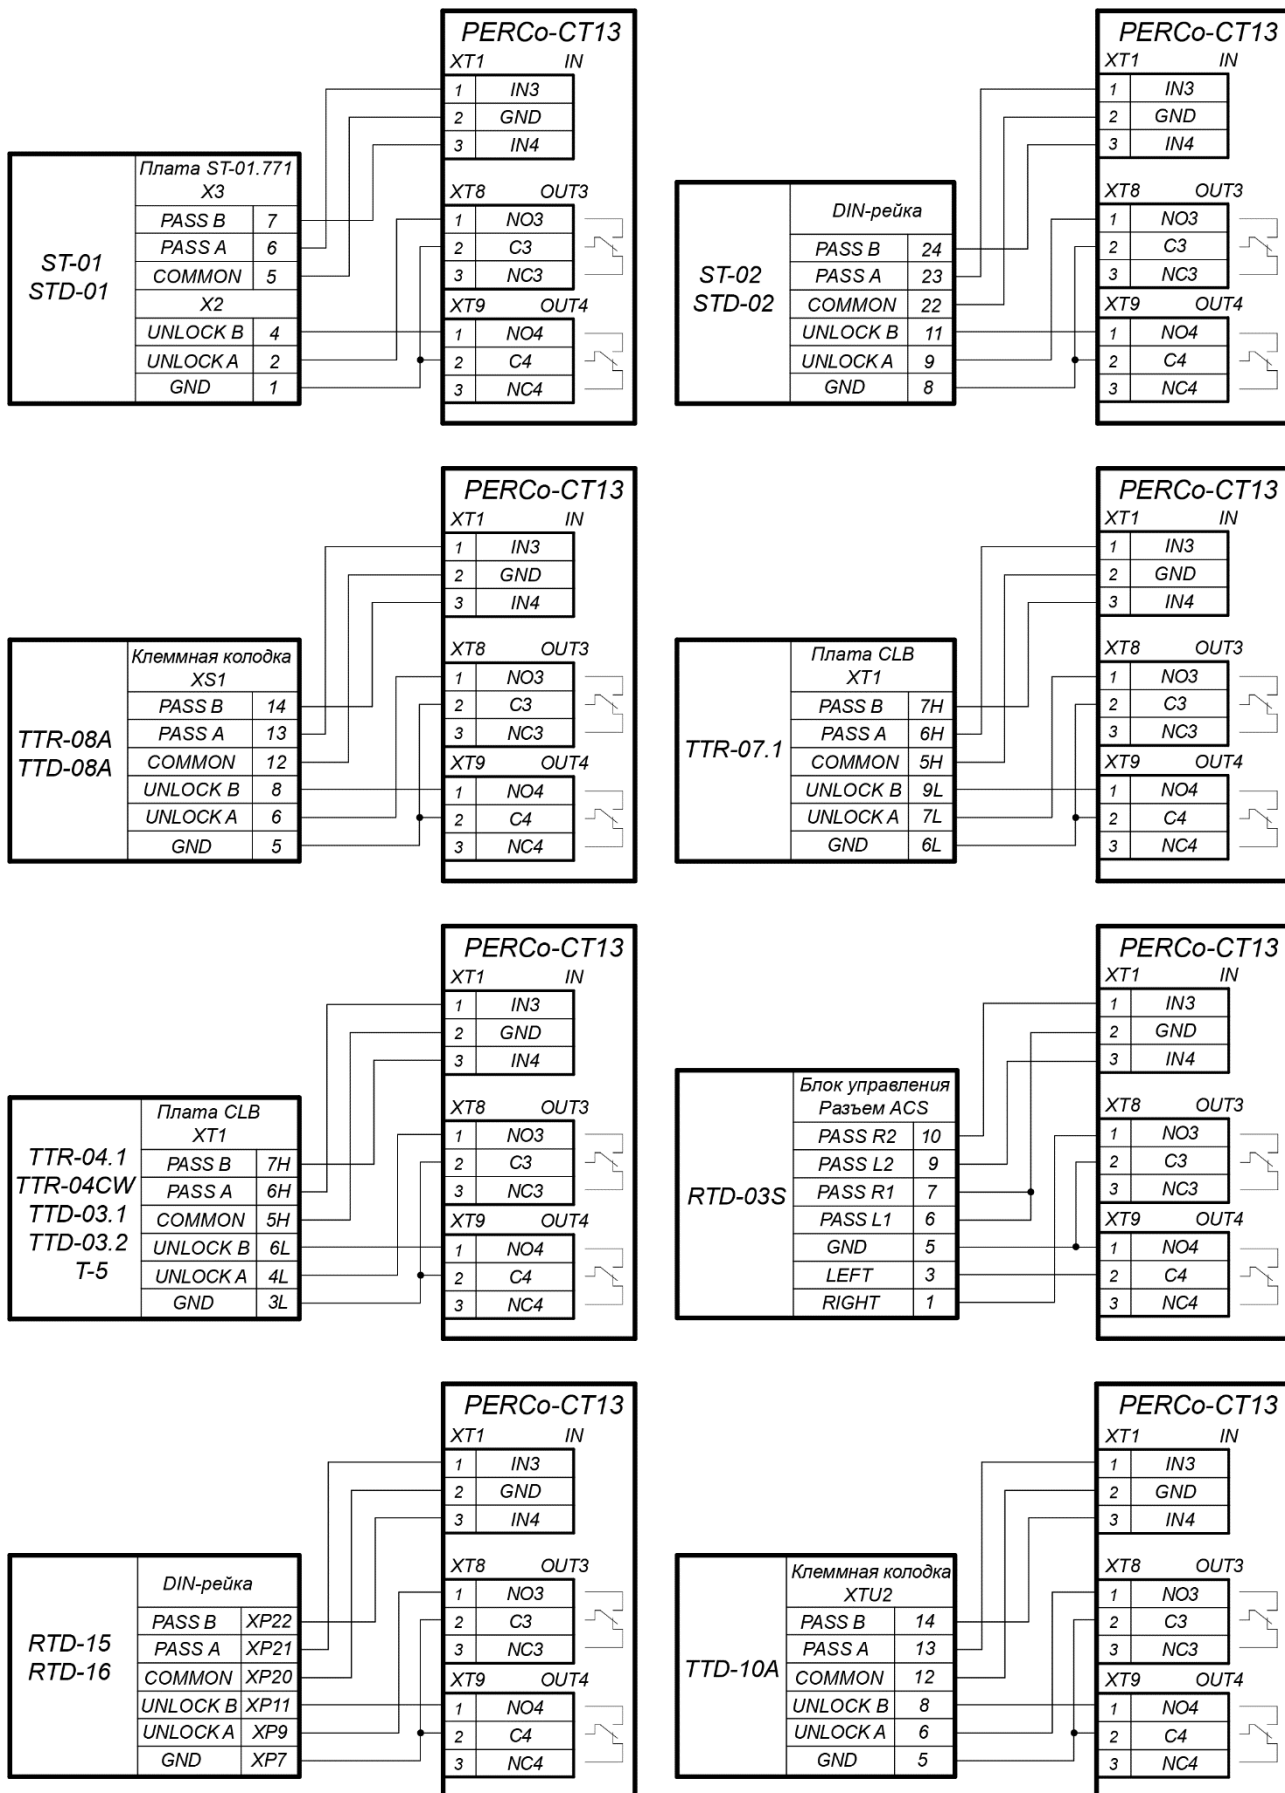 PERCo-CT13
XT1 IN
1 IN3
2 GND
3 IN4
ST-01
STD-01
Плата ST-01.771
X3
PASS B 7
PASS A 6
COMMON 5
X2
UNLOCK B 4
UNLOCK A 2
GND 1
XT8 OUT3
1 NO3
2 C3
3 NC3
XT9 OUT4
1 NO4
2 C4
3 NC4
PERCo-CT13
XT1 IN
1 IN3
2 GND
3 IN4
ST-02
STD-02
DIN-рейка
PASS B 24
PASS A 23
COMMON 22
UNLOCK B 11
UNLOCK A 9
GND 8
XT8 OUT3
1 NO3
2 C3
3 NC3
XT9 OUT4
1 NO4
2 C4
3 NC4
PERCo-CT13
XT1 IN
1 IN3
2 GND
3 IN4
TTR-08A
TTD-08A
Клеммная колодка
XS1
PASS B 14
PASS A 13
COMMON 12
UNLOCK B 8
UNLOCK A 6
GND 5
XT8 OUT3
1 NO3
2 C3
3 NC3
XT9 OUT4
1 NO4
2 C4
3 NC4
PERCo-CT13
XT1 IN
1 IN3
2 GND
3 IN4
TTR-07.1
Плата CLB
XT1
PASS B 7H
PASS A 6H
COMMON 5H
UNLOCK B 9L
UNLOCK A 7L
GND 6L
XT8 OUT3
1 NO3
2 C3
3 NC3
XT9 OUT4
1 NO4
2 C4
3 NC4
PERCo-CT13
XT1 IN
1 IN3
2 GND
3 IN4
TTR-04.1
TTR-04CW
TTD-03.1
TTD-03.2
T-5
Плата CLB
XT1
PASS B 7H
PASS A 6H
COMMON 5H
UNLOCK B 6L
UNLOCK A 4L
GND 3L
XT8 OUT3
1 NO3
2 C3
3 NC3
XT9 OUT4
1 NO4
2 C4
3 NC4
PERCo-CT13
XT1 IN
1 IN3
2 GND
3 IN4
RTD-03S
Блок управления
Разъем ACS
PASS R2 10
PASS L2 9
PASS R1 7
PASS L1 6
GND 5
LEFT 3
RIGHT 1
XT8 OUT3
1 NO3
2 C3
3 NC3
XT9 OUT4
1 NO4
2 C4
3 NC4
PERCo-CT13
XT1 IN
1 IN3
2 GND
3 IN4
RTD-15
RTD-16
DIN-рейка
PASS B XP22
PASS A XP21
COMMON XP20
UNLOCK B XP11
UNLOCK A XP9
GND XP7
XT8 OUT3
1 NO3
2 C3
3 NC3
XT9 OUT4
1 NO4
2 C4
3 NC4
PERCo-CT13
XT1 IN
1 IN3
2 GND
3 IN4
TTD-10A
Клеммная колодка
XTU2
PASS B 14
PASS A 13
COMMON 12
UNLOCK B 8
UNLOCK A 6
GND 5
XT8 OUT3
1 NO3
2 C3
3 NC3
XT9 OUT4
1 NO4
2 C4
3 NC4